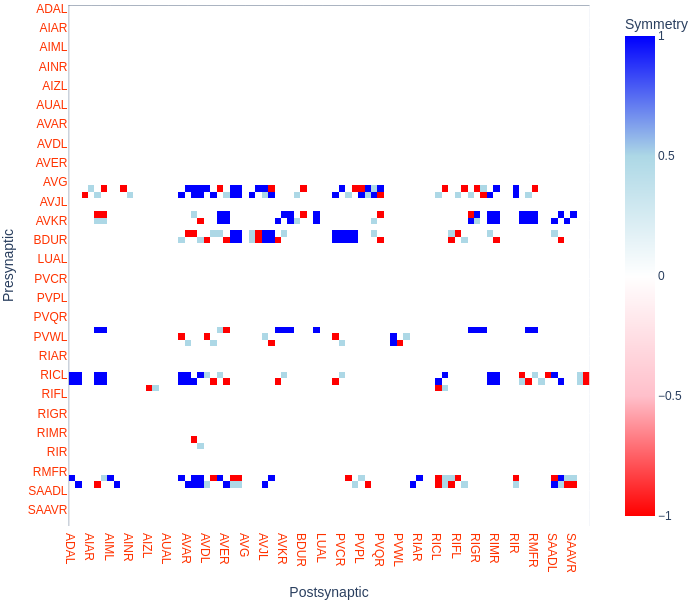 Symmetry
1
0.5
0
−0.5
−1
Presynaptic
ADAL
AIAR
AIML
AINR
AIZL
AUAL
AVAR
AVDL
AVER
AVG
AVJL
AVKR
BDUR
LUAL
PVCR
PVPL
PVQR
PVWL
RIAR
RICL
RIFL
RIGR
RIMR
RIR
RMFR
SAADL
SAAVR
ADAL
AIAR
AIML
AINR
AIZL
AUAL
AVAR
AVDL
AVER
AVG
AVJL
AVKR
BDUR
LUAL
PVCR
PVPL
PVQR
PVWL
RIAR
RICL
RIFL
RIGR
RIMR
RIR
RMFR
SAADL
SAAVR
Postsynaptic